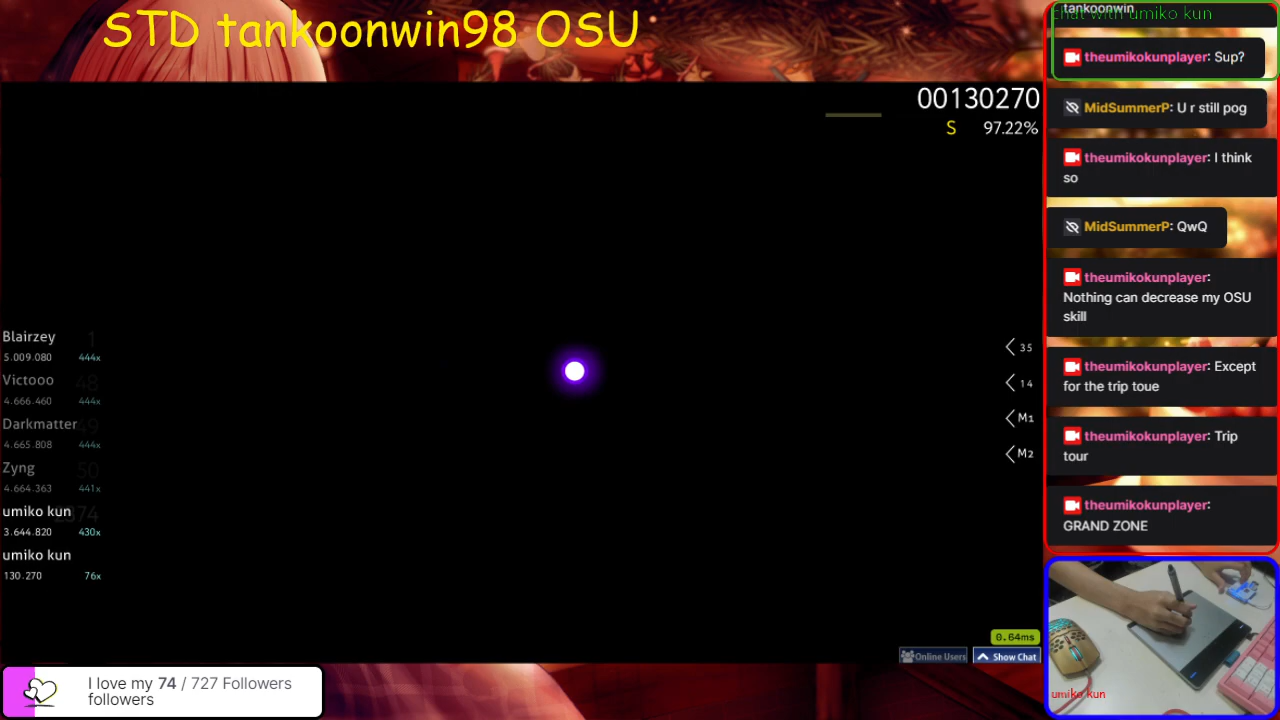 STD tankoonwin98 OSU
00130270
S 97.22%
Blairzey 1
5.009.080 444x
Victooo 48
4.666.460 444x
Darkmatter 49
4.665.808 444x
Zyng 50
4.664.363 441x
umiko kun
3.644.820 430x
umiko kun
130.270 76x
35
14
M1
M2
0.64ms
Online Users
Show Chat
I love my 74 / 727 Followers
followers
tankoonwin
chat with umiko kun
theumikokunplayer: Sup?
MidSummerP: U r still pog
theumikokunplayer: I think
so
MidSummerP: QwQ
theumikokunplayer:
Nothing can decrease my OSU
skill
theumikokunplayer: Except
for the trip toue
theumikokunplayer: Trip
tour
theumikokunplayer:
GRAND ZONE
umiko kun